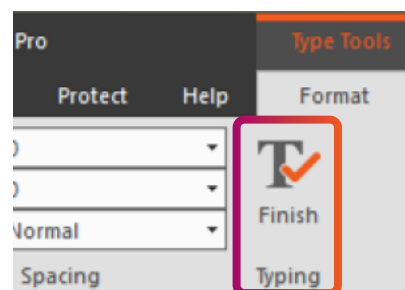 Pro Type Tools
Protect Help Format
Normal
Finish
Spacing Typing